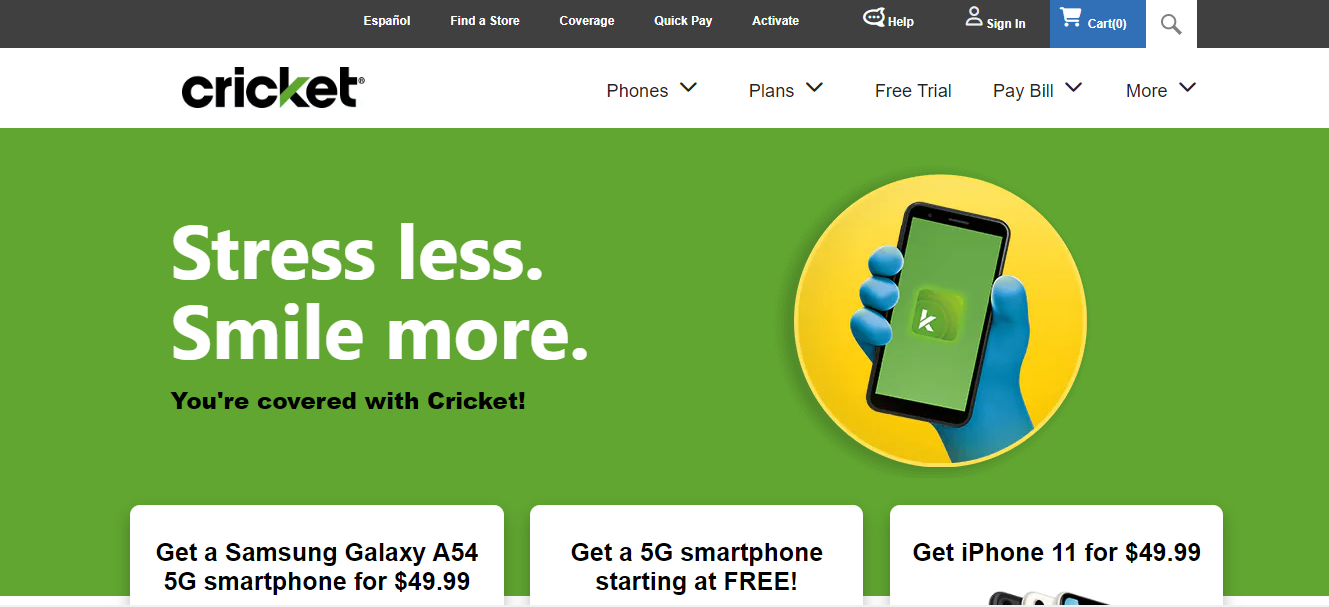 Español Find a Store Coverage Quick Pay Activate Help Sign In Cart(0)
cricket®
Phones Plans Free Trial Pay Bill More
Stress less.
Smile more.
You're covered with Cricket!
Get a Samsung Galaxy A54
5G smartphone for $49.99
Get a 5G smartphone
starting at FREE!
Get iPhone 11 for $49.99